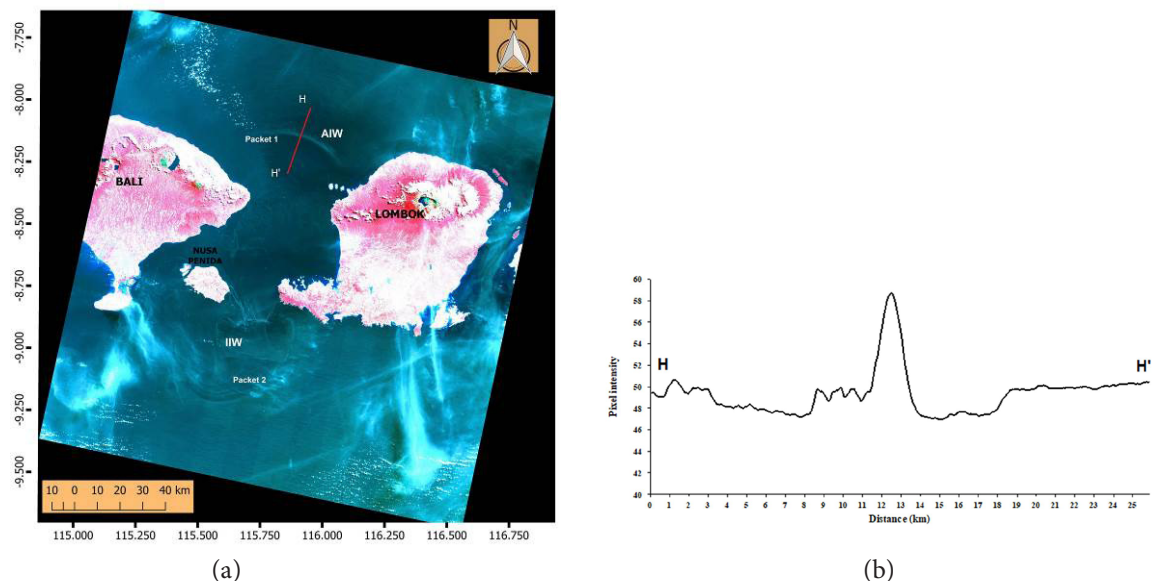 -7.750
-8.000
-8.250
-8.500
-8.750
-9.000
-9.250
-9.500
N
H
Packet 1
AIW
H'
BALI
LOMBOK
NUSA
PENIDA
IIW
Packet 2
10 0 10 20 30 40 km
115.000 115.250 115.500 115.750 116.000 116.250 116.500 116.750
(a)
60
58
56
54
52
50
48
46
44
42
40
Pixel intensity
H
H'
0 1 2 3 4 5 6 7 8 9 10 11 12 13 14 15 16 17 18 19 20 21 22 23 24 25
Distance (km)
(b)